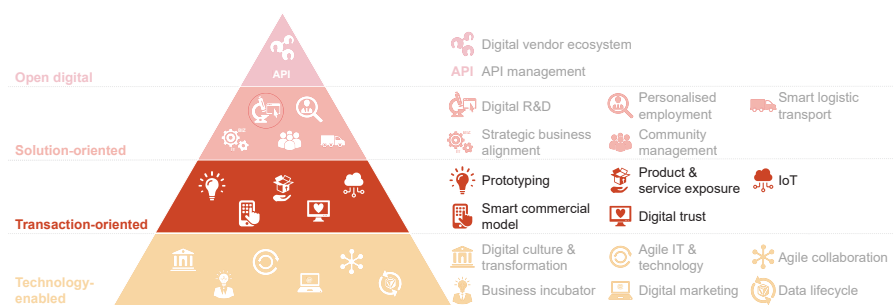 Digital vendor ecosystem
API
Open digital
API API management
Digital R&D
Personalised
employment
Smart logistic
transport
Solution-oriented
Strategic business
alignment
Community
management
Prototyping
Product &
service exposure
IoT
Transaction-oriented
Smart commercial
model
Digital trust
Digital culture &
transformation
Agile IT &
technology
Agile collaboration
Technology-
enabled
Business incubator
Digital marketing
Data lifecycle